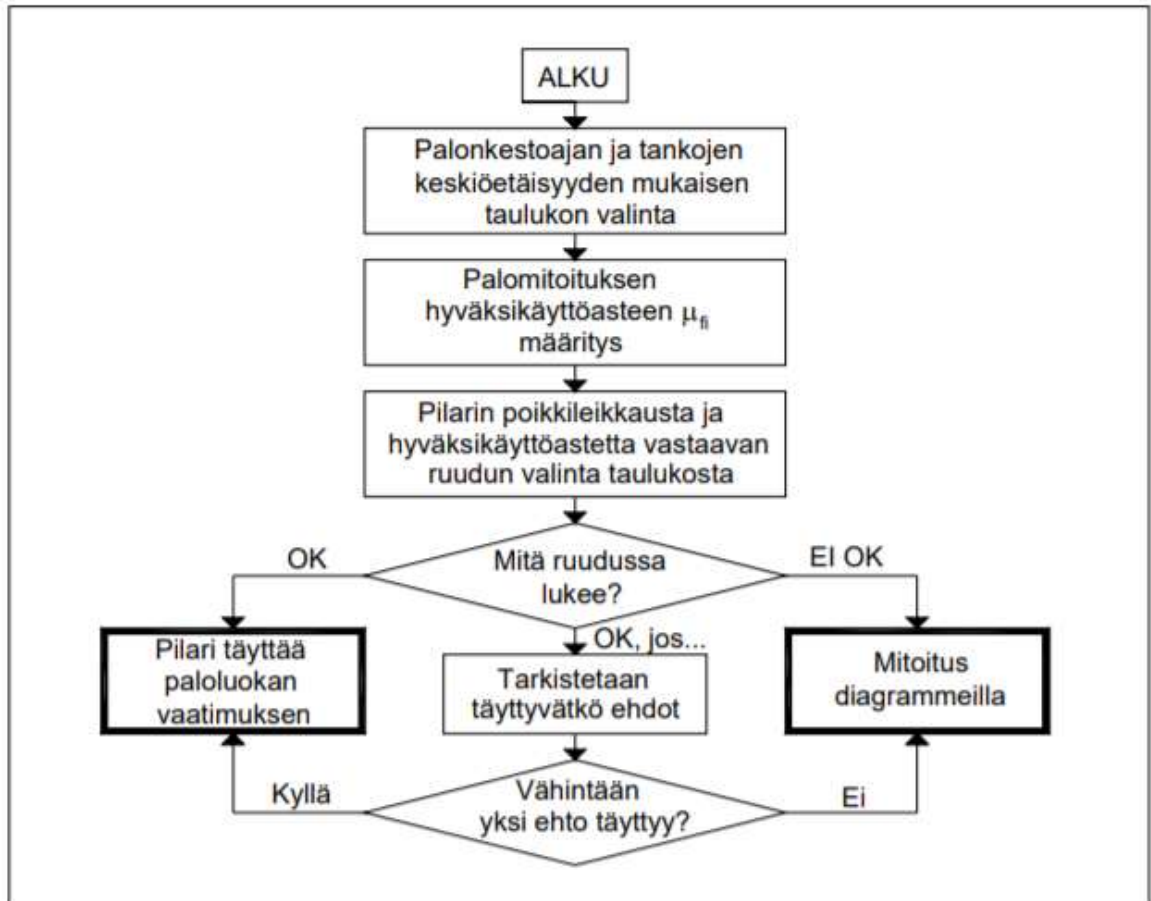 ALKU
Palonkestoajan ja tankojen
keskiöetäisyyden mukaisen
taulukon valinta
Palomitoituksen
hyväksikäyttöasteen μfi
määritys
Pilarin poikkileikkausta ja
hyväksikäyttöastetta vastaavan
ruudun valinta taulukosta
OK
Mitä ruudussa
lukee?
EI OK
OK, jos...
Pilari täyttää
paloluokan
vaatimuksen
Tarkistetaan
täyttyvätkö ehdot
Mitoitus
diagrammeilla
Kyllä
Vähintään
yksi ehto täyttyy?
Ei